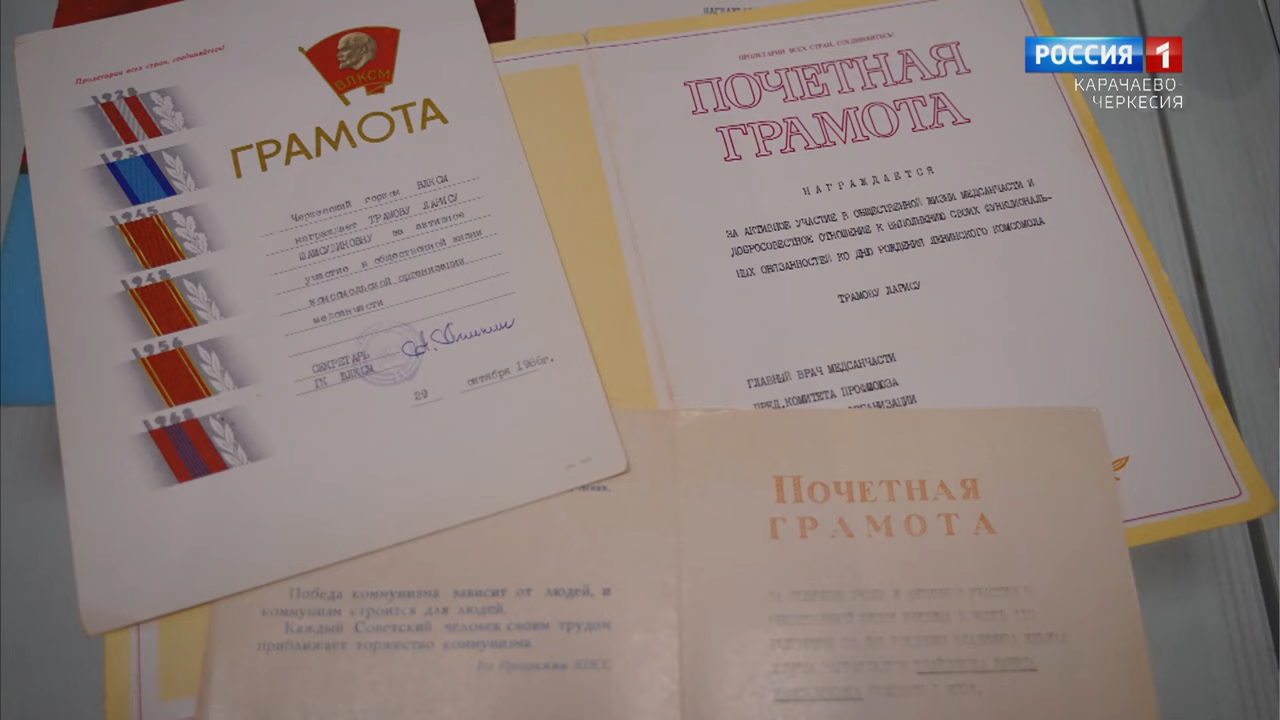 РОССИЯ 1
КАРАЧАЕВО-
ЧЕРКЕСИЯ
Пролетарии всех стран, соединяйтесь!
ВЛКСМ
ГРАМОТА
1928
1931
1945
1948
1956
1968
Черкесский горком ВЛКСМ
награждает ТРАМОВУ ЛАРИСУ
за активное
участие в общественной жизни
комсомольской организации
медсанчасти
СЕКРЕТАРЬ
ГК ВЛКСМ
29 октября 1986г.
ПРОЛЕТАРИИ ВСЕХ СТРАН, СОЕДИНЯЙТЕСЬ!
ПОЧЕТНАЯ
ГРАМОТА
НАГРАЖДАЕТСЯ
ЗА АКТИВНОЕ УЧАСТИЕ В ОБЩЕСТВЕННОЙ ЖИЗНИ МЕДСАНЧАСТИ И
ДОБРОСОВЕСТНОЕ ОТНОШЕНИЕ К ВЫПОЛНЕНИЮ СВОИХ ФУНКЦИОНАЛЬ-
НЫХ ОБЯЗАННОСТЕЙ КО ДНЮ РОЖДЕНИЯ ЛЕНИНСКОГО КОМСОМОЛА
ТРАМОВУ ЛАРИСУ
ГЛАВНЫЙ ВРАЧ МЕДСАНЧАСТИ
ПРЕД.КОМИТЕТА ПРОФСОЮЗА
Победа коммунизма зависит от людей, и
коммунизм строится для людей.
Каждый Советский человек своим трудом
приближает торжество коммунизма.
Из Программы КПСС
ПОЧЕТНАЯ
ГРАМОТА